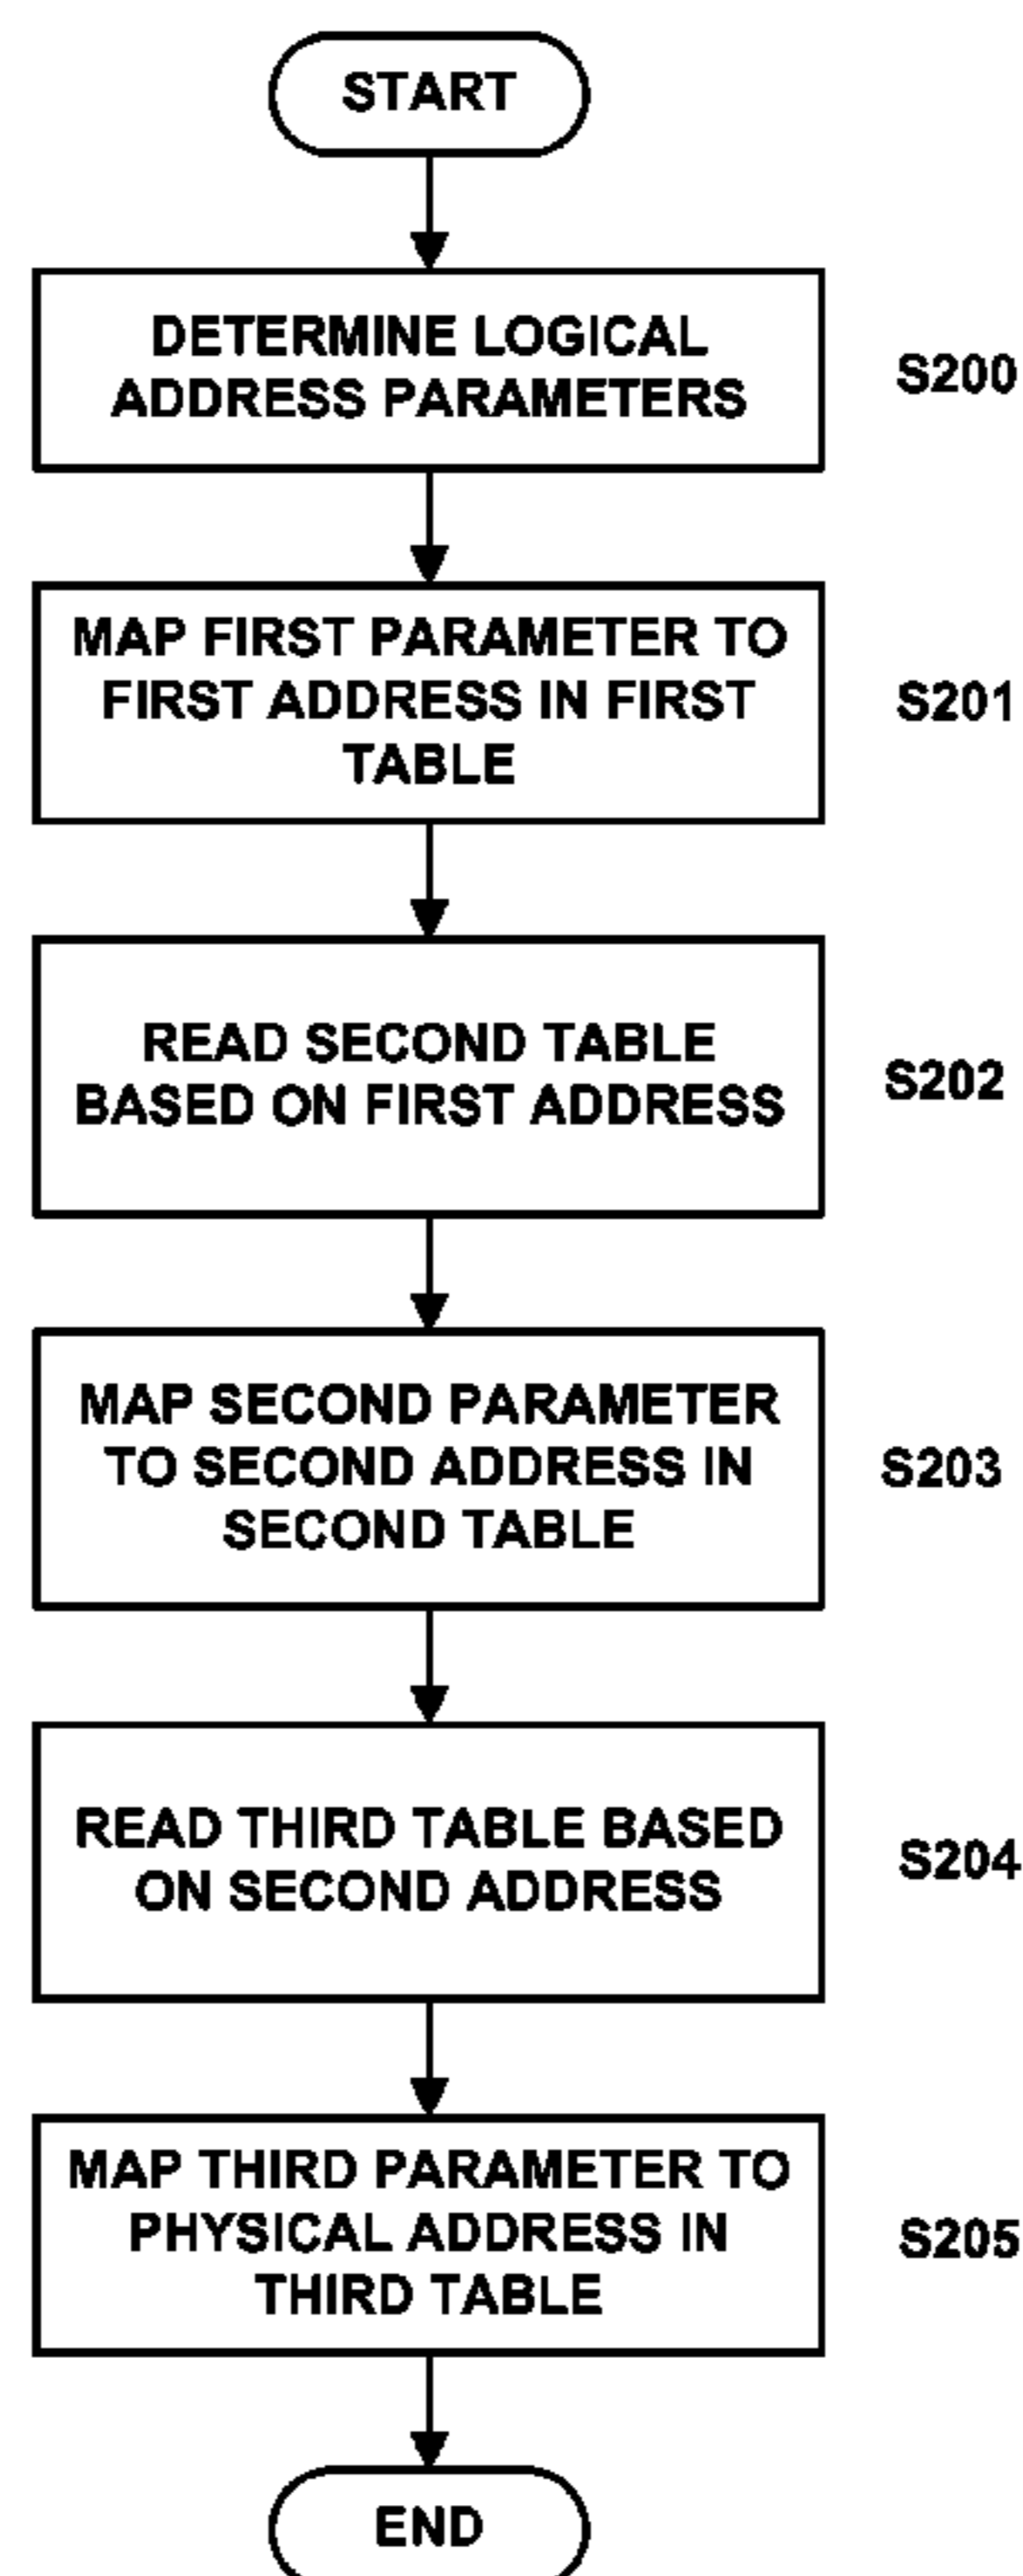 START
DETERMINE LOGICAL
ADDRESS PARAMETERS
S200
MAP FIRST PARAMETER TO
FIRST ADDRESS IN FIRST
TABLE
S201
READ SECOND TABLE
BASED ON FIRST ADDRESS
S202
MAP SECOND PARAMETER
TO SECOND ADDRESS IN
SECOND TABLE
S203
READ THIRD TABLE BASED
ON SECOND ADDRESS
S204
MAP THIRD PARAMETER TO
PHYSICAL ADDRESS IN
THIRD TABLE
S205
END